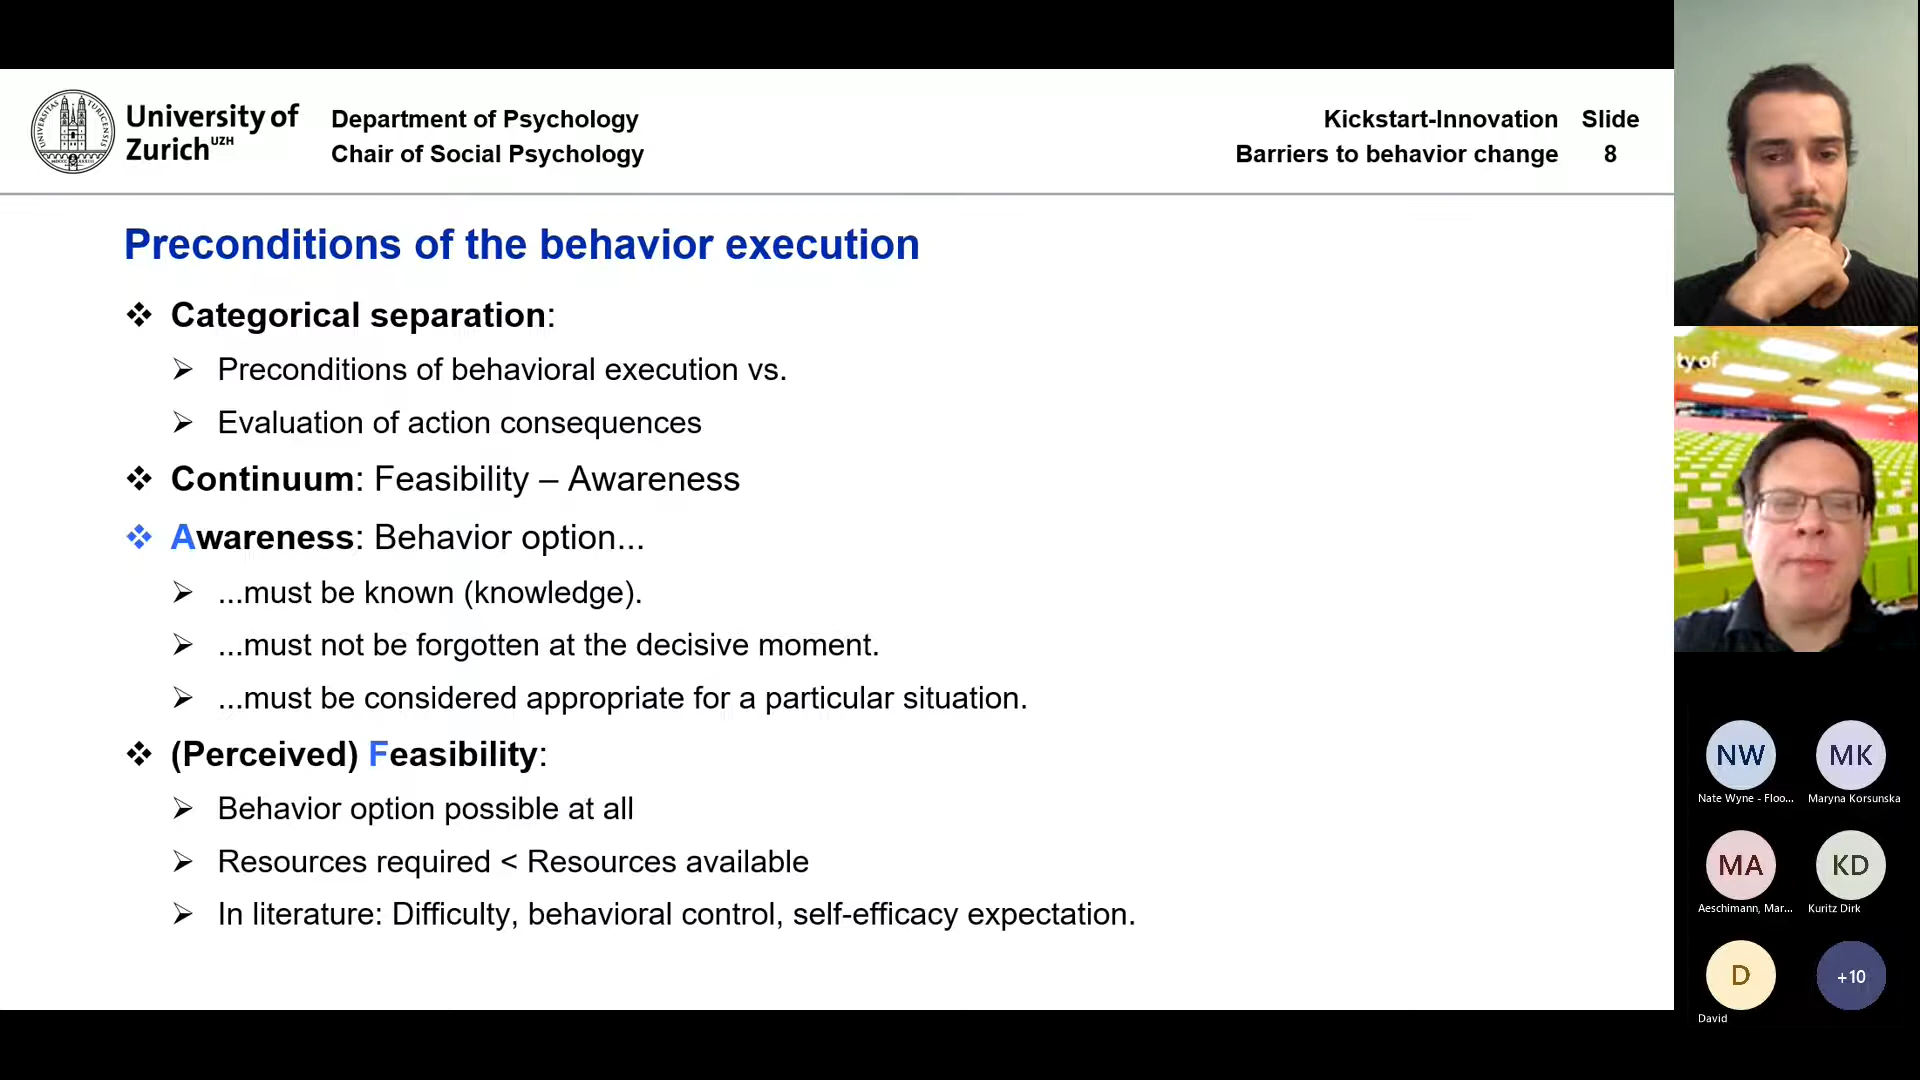 University of
Zurich UZH
Department of Psychology
Chair of Social Psychology
Kickstart-Innovation Slide
Barriers to behavior change 8
Preconditions of the behavior execution
❖ Categorical separation:
➢ Preconditions of behavioral execution vs.
➢ Evaluation of action consequences
❖ Continuum: Feasibility – Awareness
❖ Awareness: Behavior option...
➢ ...must be known (knowledge).
➢ ...must not be forgotten at the decisive moment.
➢ ...must be considered appropriate for a particular situation.
❖ (Perceived) Feasibility:
➢ Behavior option possible at all
➢ Resources required < Resources available
➢ In literature: Difficulty, behavioral control, self-efficacy expectation.
ty of
NW MK
Nate Wyne - Floo... Maryna Korsunska
MA KD
Aeschimann, Mar... Kuritz Dirk
D +10
David